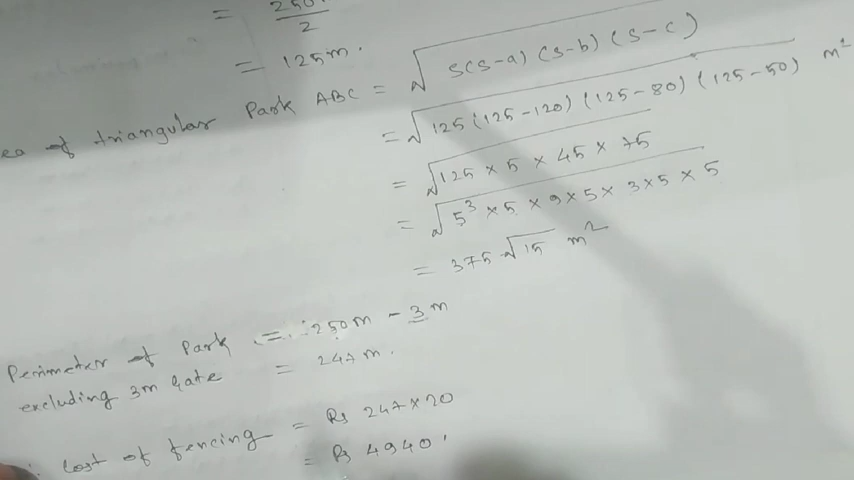 = 250/2
= 125m.
ea of triangular Park ABC = √s(s-a) (s-b) (s-c)
= √125 (125-120) (125-80) (125-50) m²
= √125 × 5 × 45 × 75
= √5³ × 5 × 9 × 5 × 3 × 5 × 5
= 375√15 m²
Perimeter of Park = 250m - 3m
excluding 3m Gate = 247m.
∴ Cost of fencing = Rs 247×20
= Rs 4940.